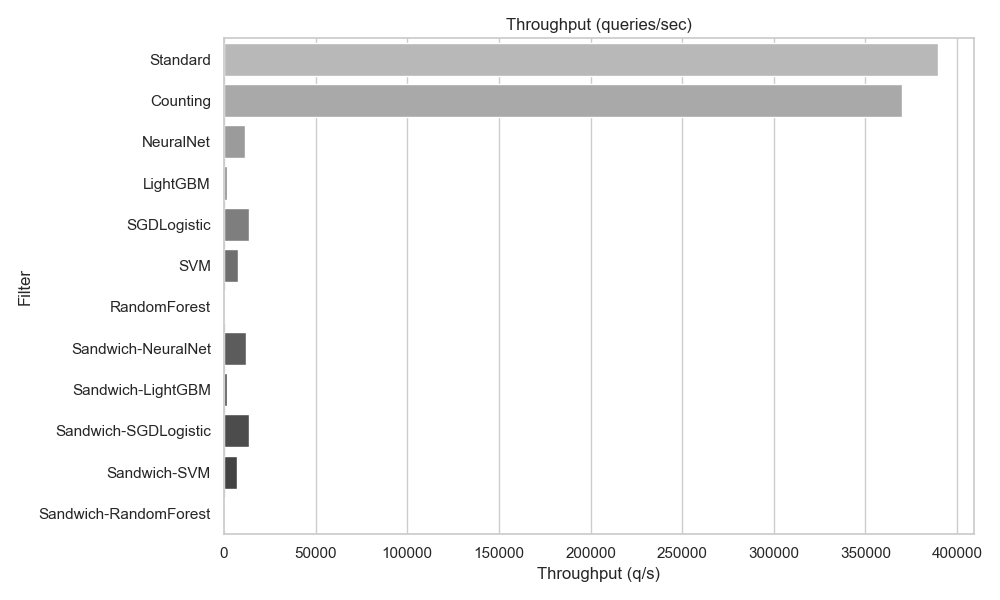 Throughput (queries/sec)
Filter
Standard
Counting
NeuralNet
LightGBM
SGDLogistic
SVM
RandomForest
Sandwich-NeuralNet
Sandwich-LightGBM
Sandwich-SGDLogistic
Sandwich-SVM
Sandwich-RandomForest
0 50000 100000 150000 200000 250000 300000 350000 400000
Throughput (q/s)